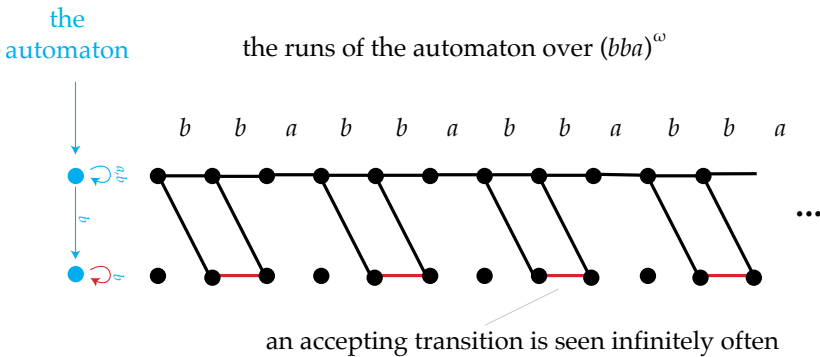 the
automaton
the runs of the automaton over (bba)^ω
b b a b b a b b a b b a
a,b
b
b
...
an accepting transition is seen infinitely often